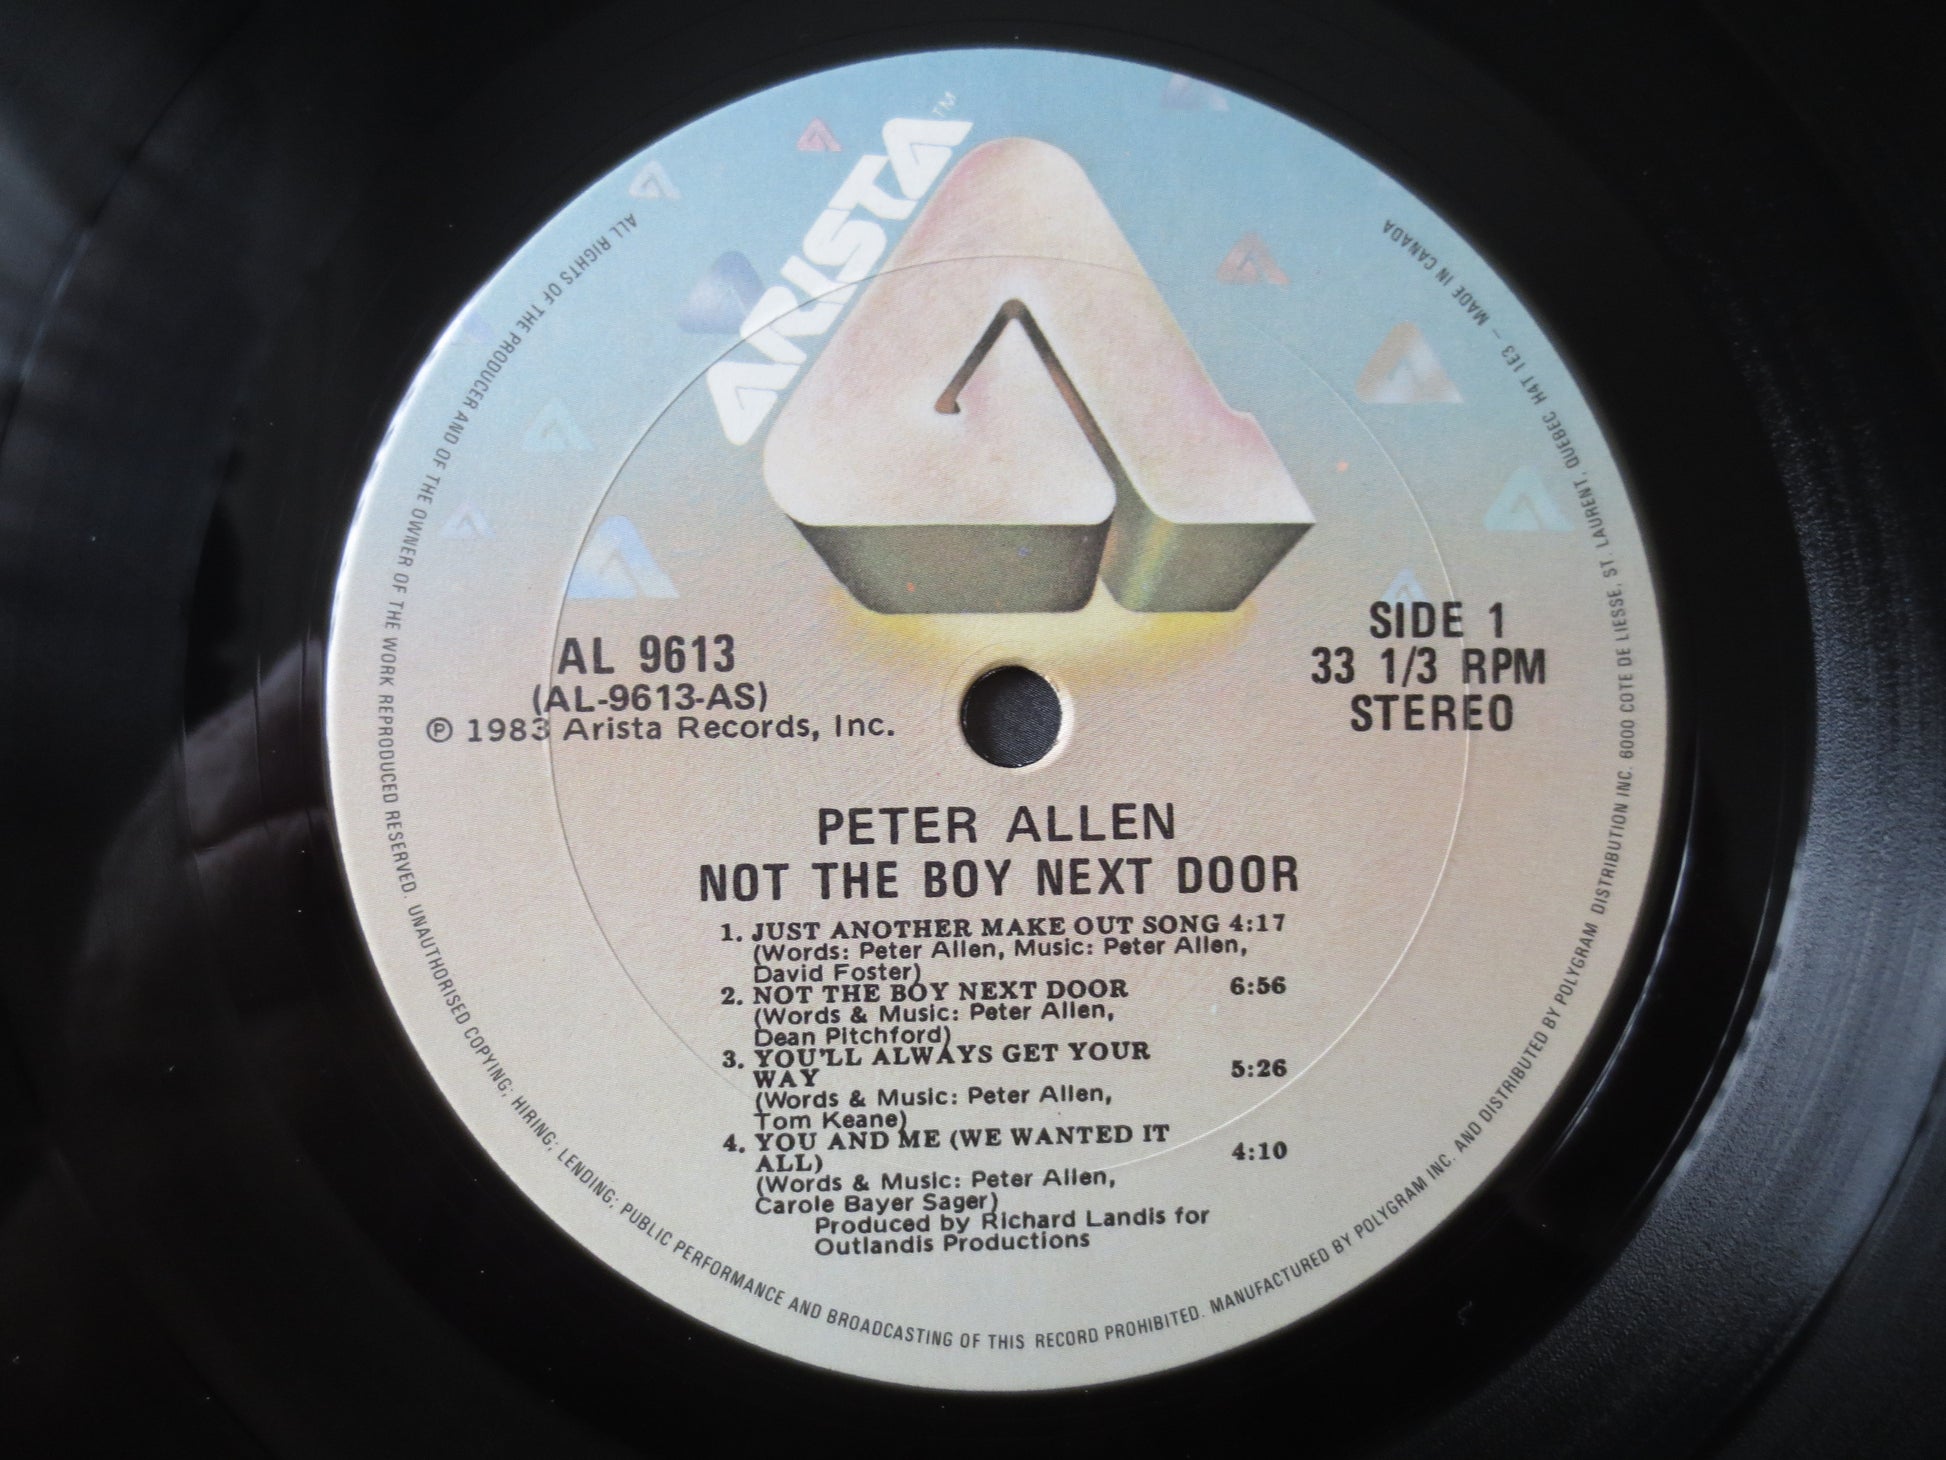 ARISTA™
AL 9613
(AL-9613-AS)
℗ 1983 Arista Records, Inc.
SIDE 1
33 1/3 RPM
STEREO
PETER ALLEN
NOT THE BOY NEXT DOOR
1. JUST ANOTHER MAKE OUT SONG 4:17
(Words: Peter Allen, Music: Peter Allen,
David Foster)
2. NOT THE BOY NEXT DOOR 6:56
(Words & Music: Peter Allen,
Dean Pitchford)
3. YOU'LL ALWAYS GET YOUR
WAY 5:26
(Words & Music: Peter Allen,
Tom Keane)
4. YOU AND ME (WE WANTED IT
ALL) 4:10
(Words & Music: Peter Allen,
Carole Bayer Sager)
Produced by Richard Landis for
Outlandis Productions
ALL RIGHTS OF THE PRODUCER AND OF THE OWNER OF THE WORK REPRODUCED RESERVED. UNAUTHORISED COPYING; HIRING; LENDING; PUBLIC PERFORMANCE AND BROADCASTING OF THIS RECORD PROHIBITED. MANUFACTURED BY POLYGRAM INC. AND DISTRIBUTED BY POLYGRAM DISTRIBUTION INC. 6000 COTE DE LIESSE, ST. LAURENT, QUEBEC H4T 1E3 – MADE IN CANADA